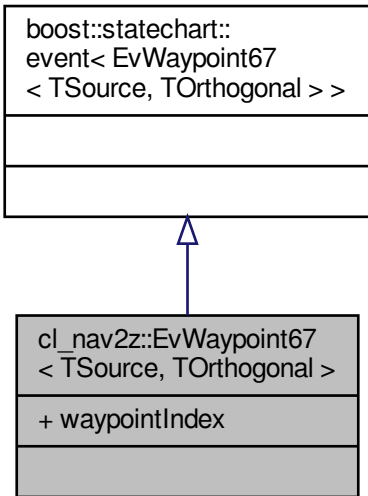 boost::statechart::
event< EvWaypoint67
< TSource, TOrthogonal > >
cl_nav2z::EvWaypoint67
< TSource, TOrthogonal >
+ waypointIndex